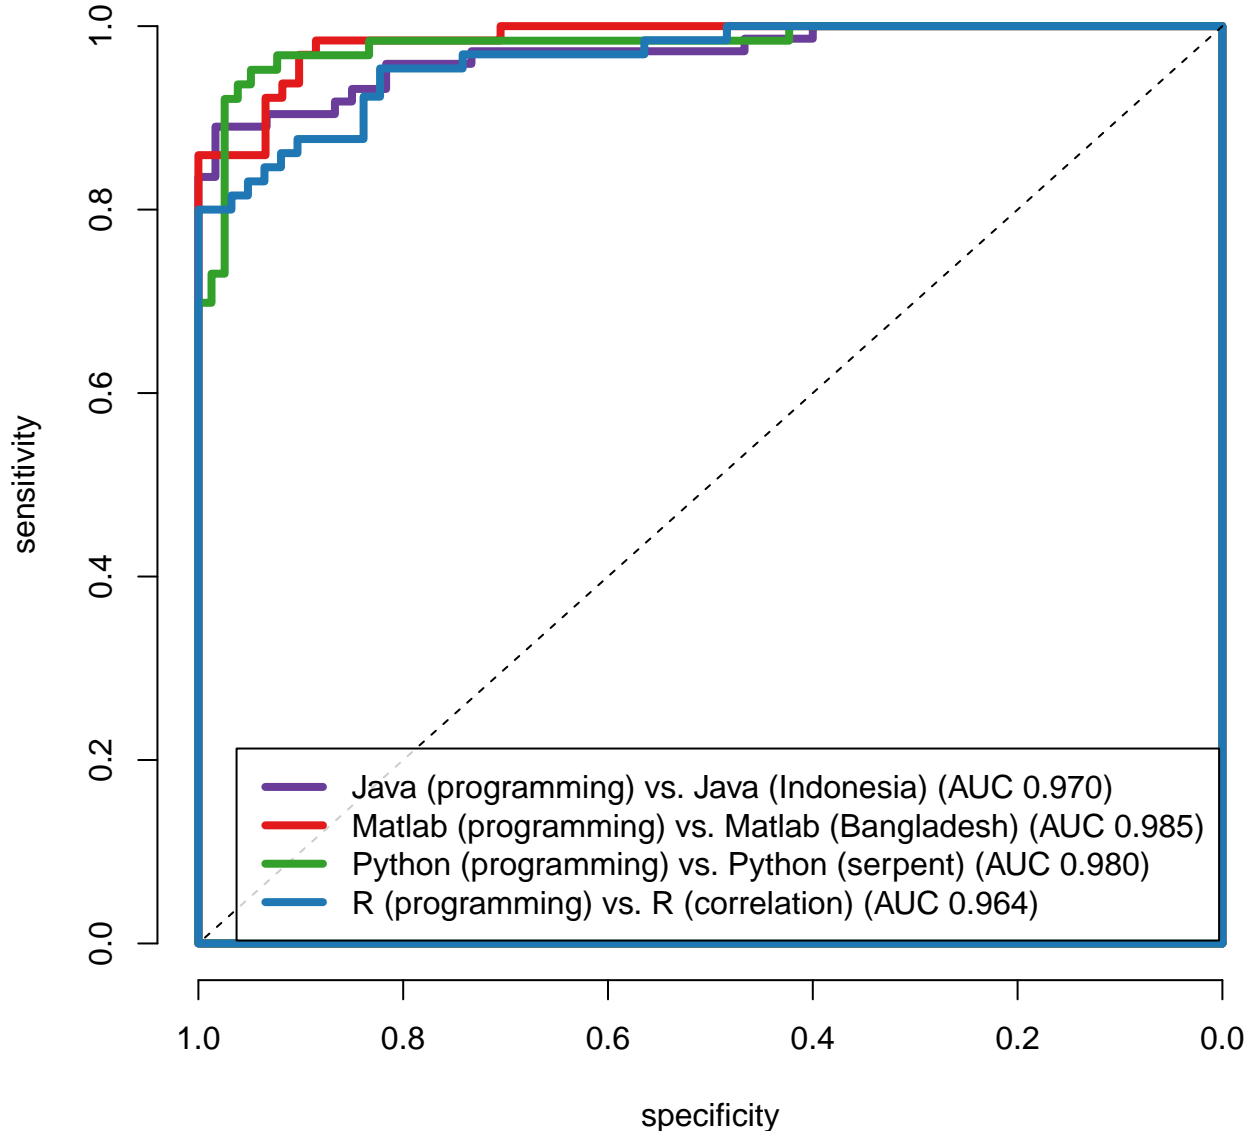 1.0
0.8
0.6
0.4
0.2
0.0
sensitivity
Java (programming) vs. Java (Indonesia) (AUC 0.970)
Matlab (programming) vs. Matlab (Bangladesh) (AUC 0.985)
Python (programming) vs. Python (serpent) (AUC 0.980)
R (programming) vs. R (correlation) (AUC 0.964)
1.0 0.8 0.6 0.4 0.2 0.0
specificity